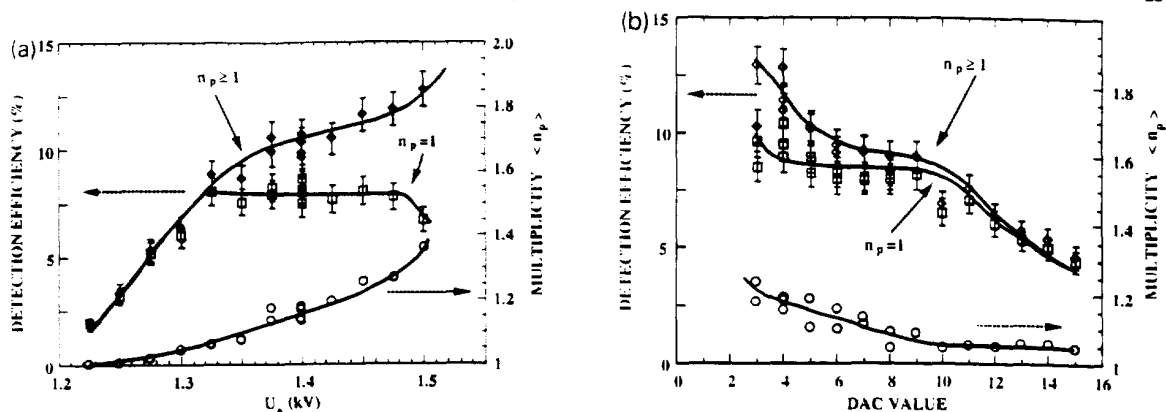 (a)
DETECTION EFFICIENCY (%)
15
10
5
0
n_p ≥ 1
n_p = 1
2.0
1.8
1.6
1.4
1.2
1
MULTIPLICITY < n_p >
1.2
1.3
1.4
1.5
(kV)
(b)
DETECTION EFFICIENCY (%)
15
10
5
0
n_p ≥ 1
n_p = 1
1.8
1.6
1.4
1.2
1
MULTIPLICITY < n_p >
0
2
4
6
8
10
12
14
16
DAC VALUE